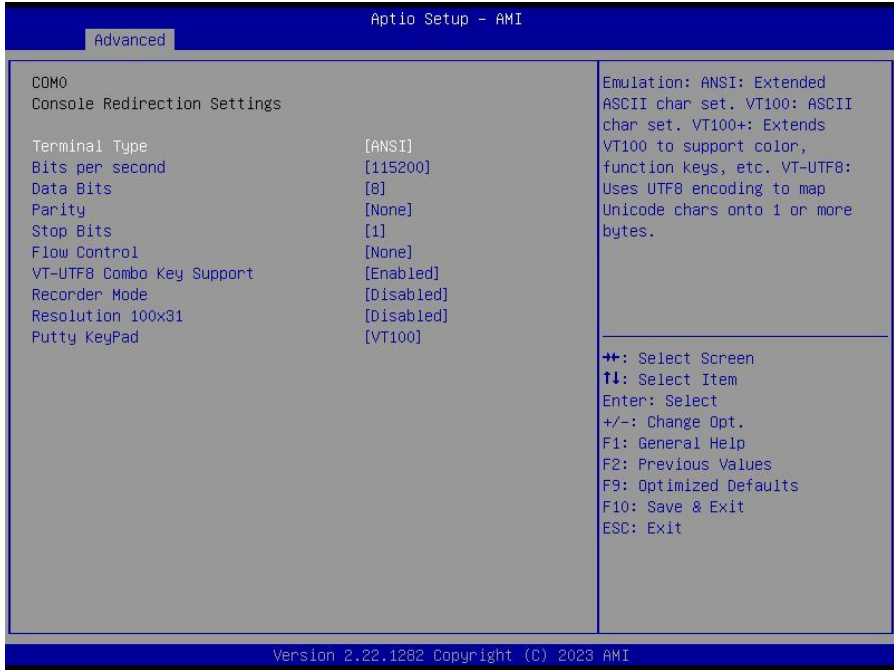 Aptio Setup - AMI
Advanced
COM0
Console Redirection Settings
Terminal Type [ANSI]
Bits per second [115200]
Data Bits [8]
Parity [None]
Stop Bits [1]
Flow Control [None]
VT-UTF8 Combo Key Support [Enabled]
Recorder Mode [Disabled]
Resolution 100x31 [Disabled]
Putty KeyPad [VT100]
Emulation: ANSI: Extended
ASCII char set. VT100: ASCII
char set. VT100+: Extends
VT100 to support color,
function keys, etc. VT-UTF8:
Uses UTF8 encoding to map
Unicode chars onto 1 or more
bytes.
→←: Select Screen
↑↓: Select Item
Enter: Select
+/-: Change Opt.
F1: General Help
F2: Previous Values
F9: Optimized Defaults
F10: Save & Exit
ESC: Exit
Version 2.22.1282 Copyright (C) 2023 AMI